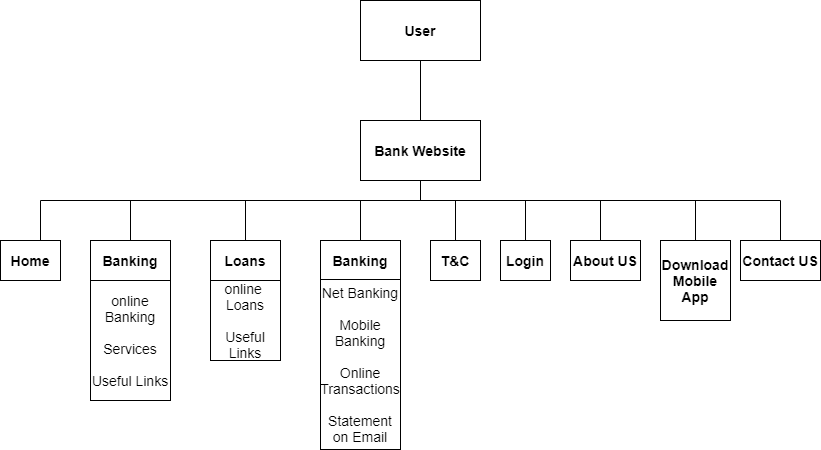 User
Bank Website
Home
Banking
online
Banking
Services
Useful Links
Loans
online
Loans
Useful
Links
Banking
Net Banking
Mobile
Banking
Online
Transactions
Statement
on Email
T&C
Login
About US
Download
Mobile
App
Contact US